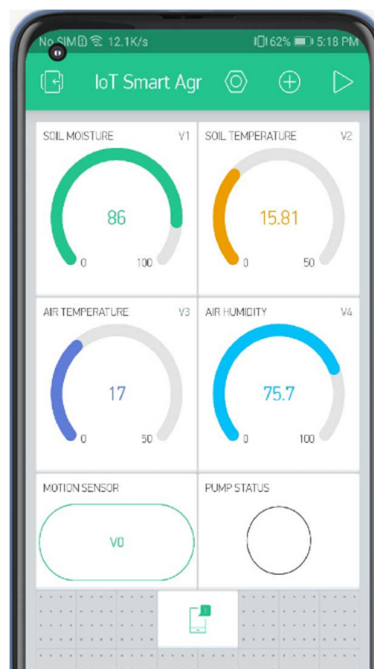 No SIM 12.1K/s 62% 5:18 PM
IoT Smart Agr
SOIL MOISTURE V1
SOIL TEMPERATURE V2
86
15.81
0 100
0 50
AIR TEMPERATURE V3
AIR HUMIDITY V4
17
75.7
0 50
0 100
MOTION SENSOR
PUMP STATUS
V0